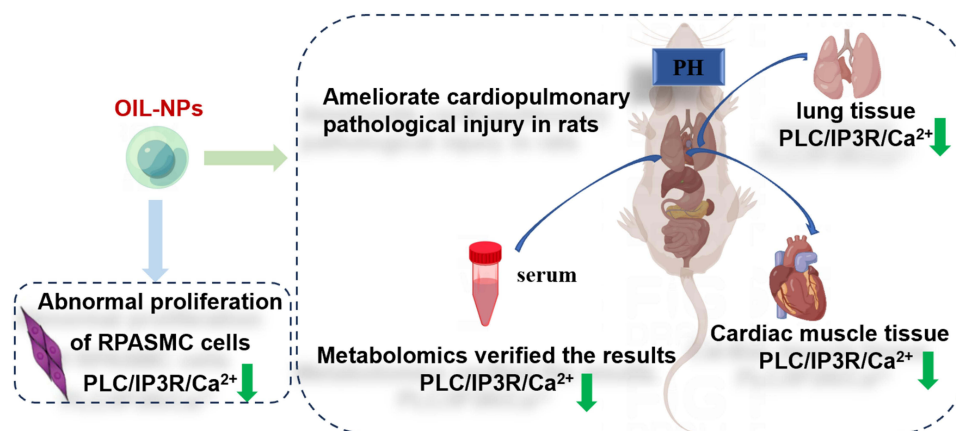 OIL-NPs
Abnormal proliferation
of RPASMC cells
PLC/IP3R/Ca²⁺
Ameliorate cardiopulmonary
pathological injury in rats
PH
lung tissue
PLC/IP3R/Ca²⁺
serum
Metabolomics verified the results
PLC/IP3R/Ca²⁺
Cardiac muscle tissue
PLC/IP3R/Ca²⁺